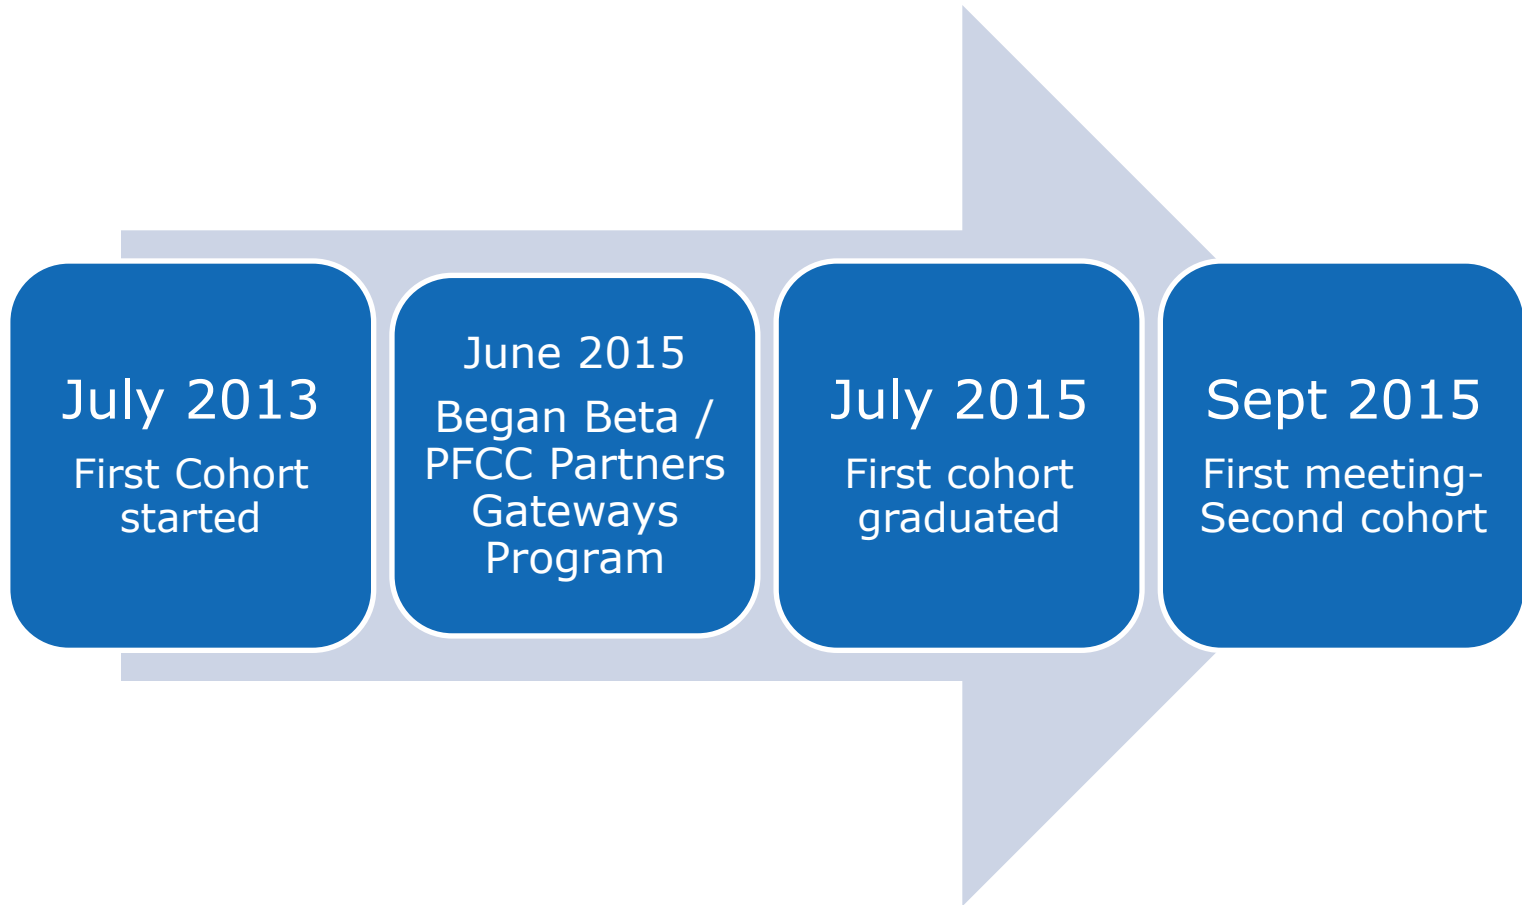 July 2013
First Cohort
started
June 2015
Began Beta /
PFCC Partners
Gateways
Program
July 2015
First cohort
graduated
Sept 2015
First meeting-
Second cohort